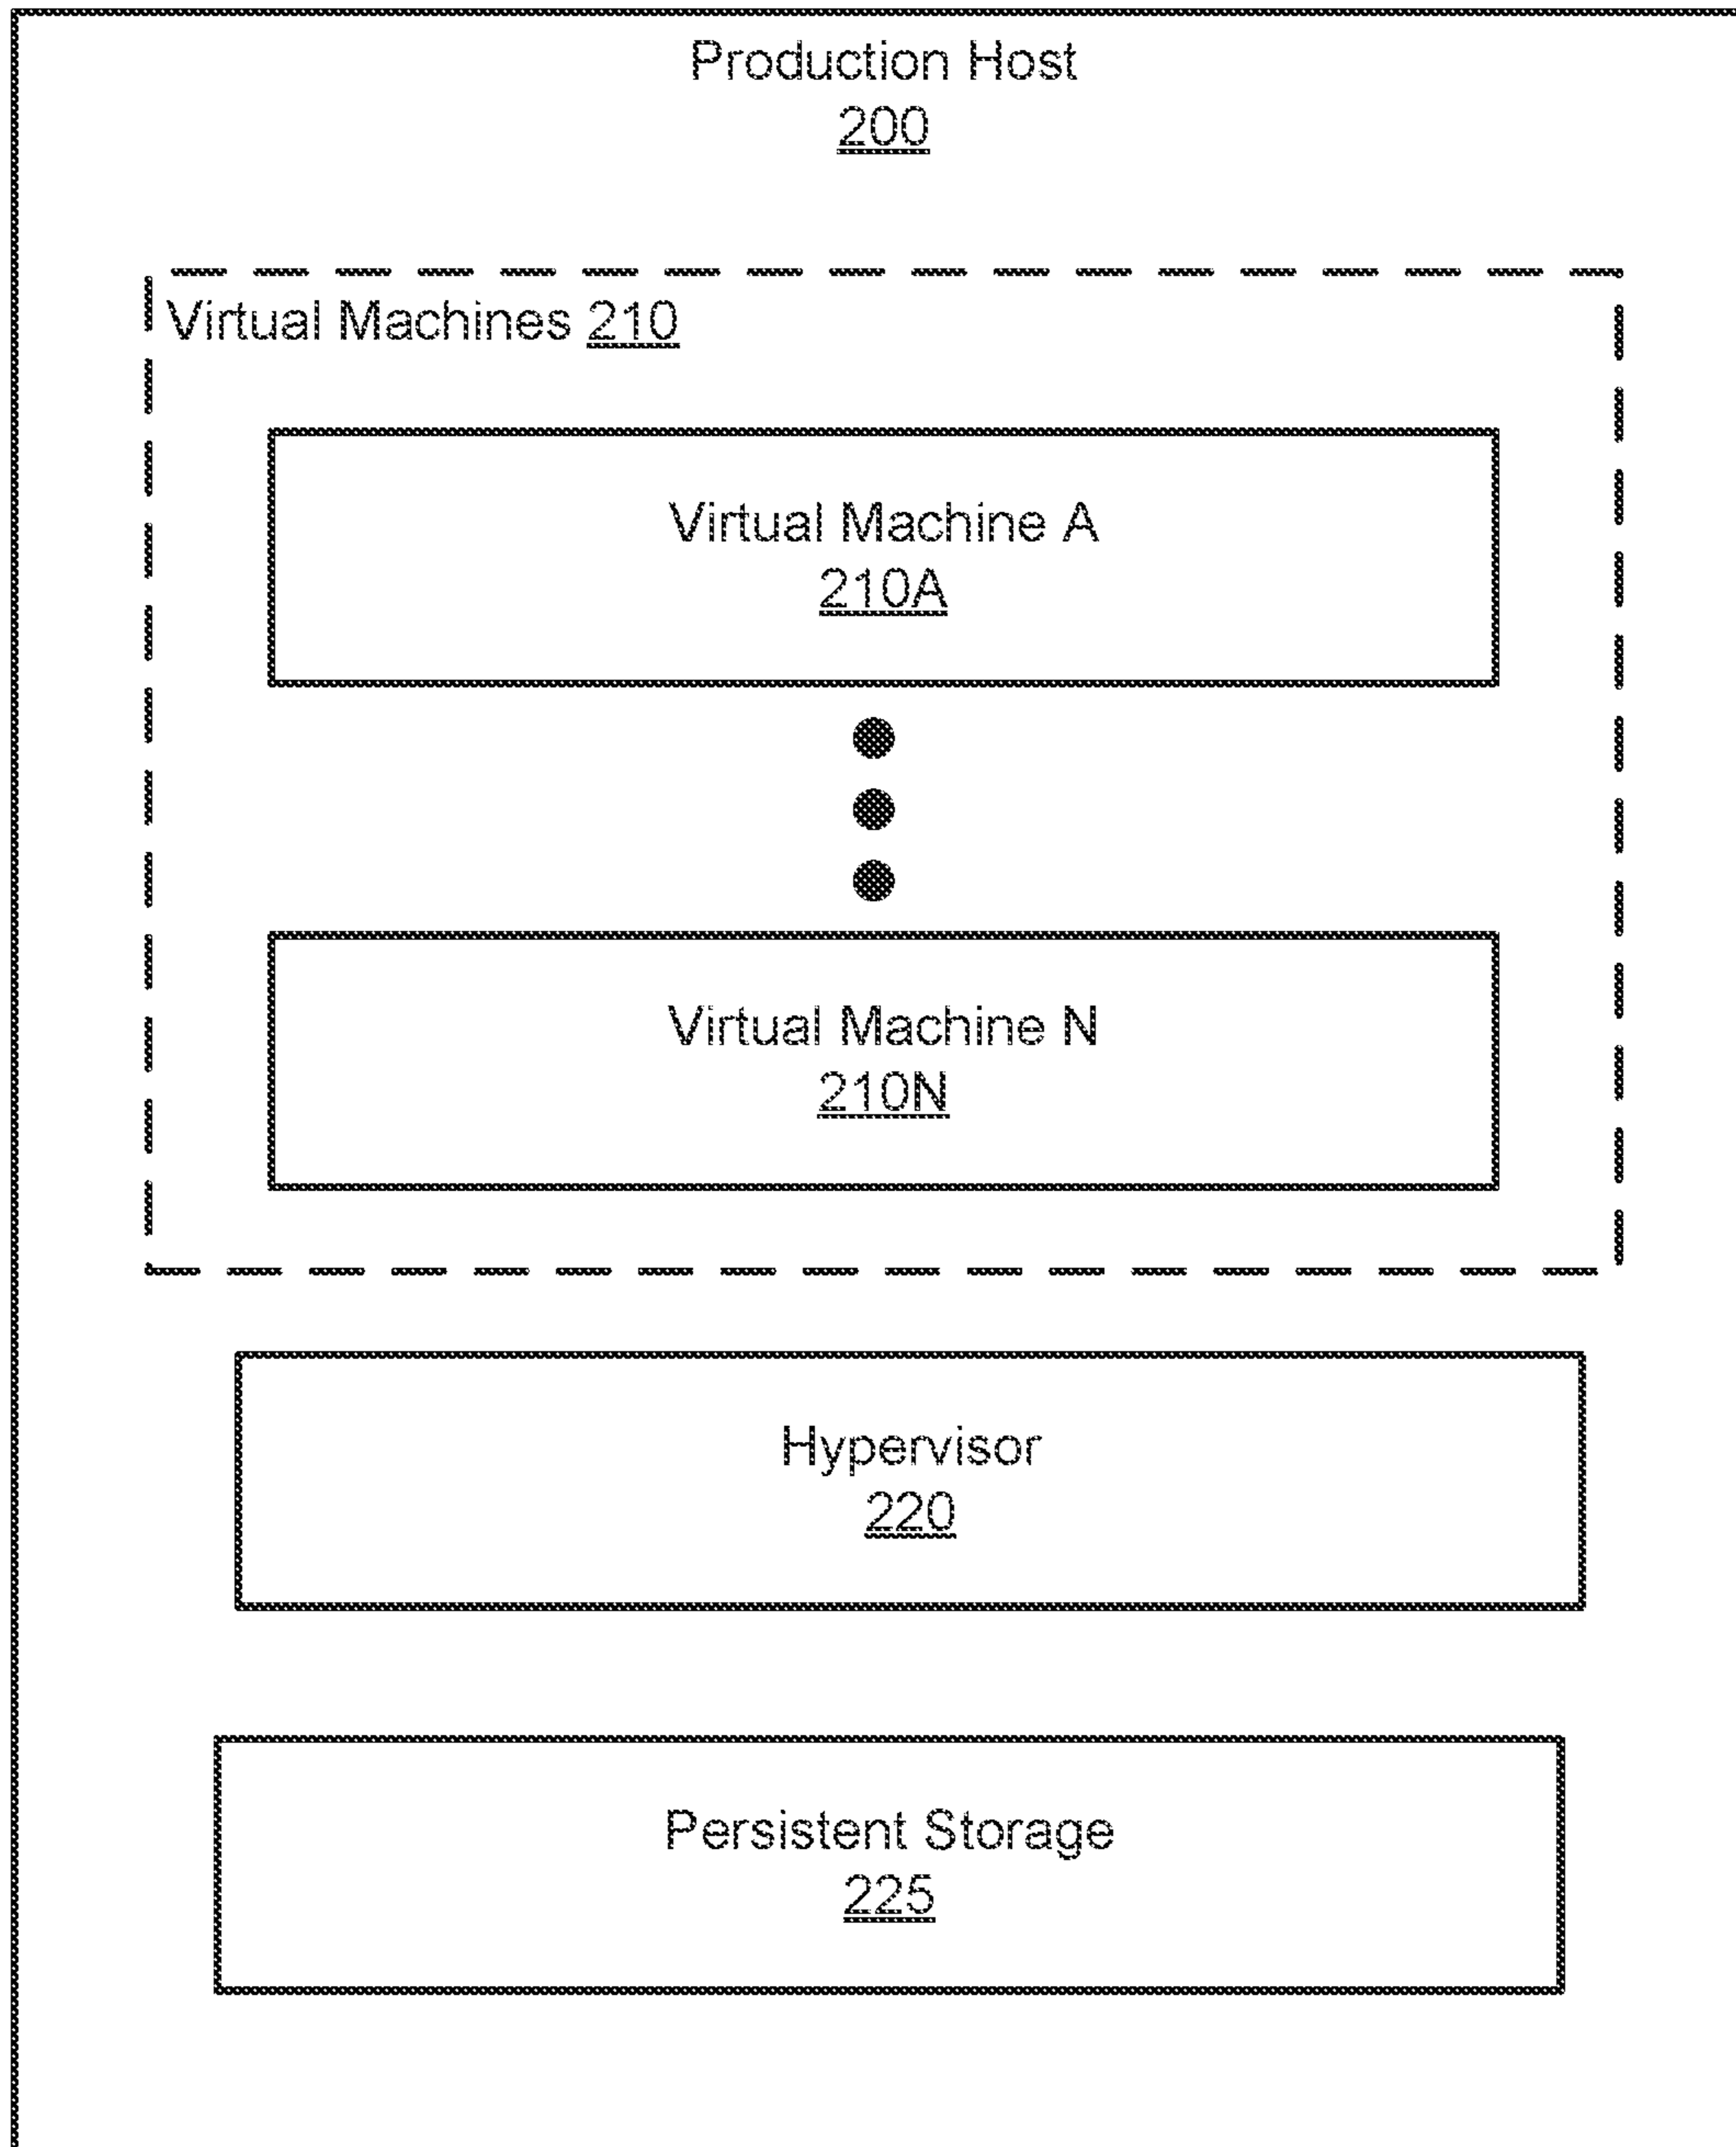 Production Host
200
Virtual Machines 210
Virtual Machine A
210A
Virtual Machine N
210N
Hypervisor
220
Persistent Storage
225